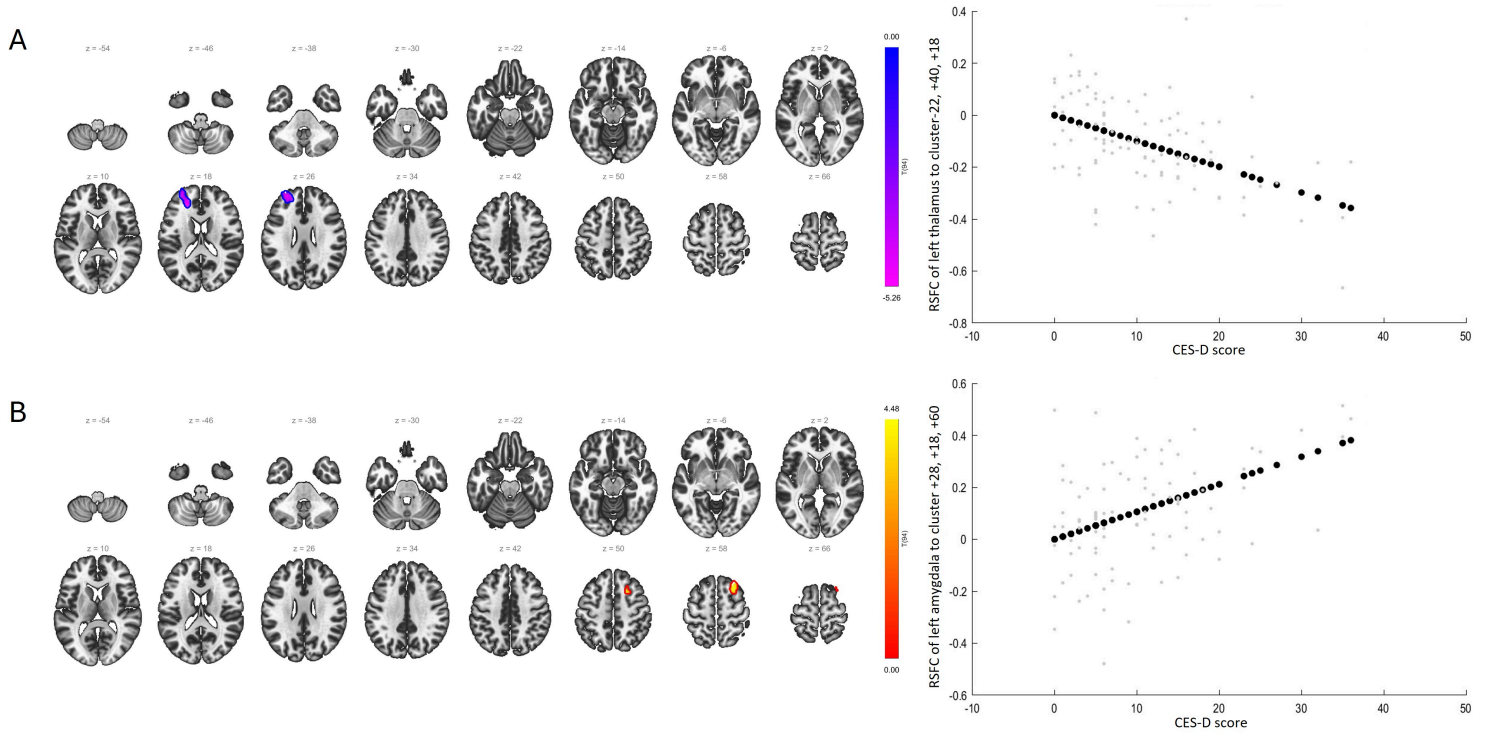 A
z = -54 z = -46 z = -38 z = -30 z = -22 z = -14 z = -6 z = 2
z = 10 z = 18 z = 26 z = 34 z = 42 z = 50 z = 58 z = 66
0.00
T(94)
-5.26
RSFC of left thalamus to cluster-22, +40, +18
0.4
0.2
0
-0.2
-0.4
-0.6
-0.8
-10 0 10 20 30 40 50
CES-D score
B
z = -54 z = -46 z = -38 z = -30 z = -22 z = -14 z = -6 z = 2
z = 10 z = 18 z = 26 z = 34 z = 42 z = 50 z = 58 z = 66
4.48
T(94)
0.00
RSFC of left amygdala to cluster +28, +18, +60
0.6
0.4
0.2
0
-0.2
-0.4
-0.6
-10 0 10 20 30 40 50
CES-D score